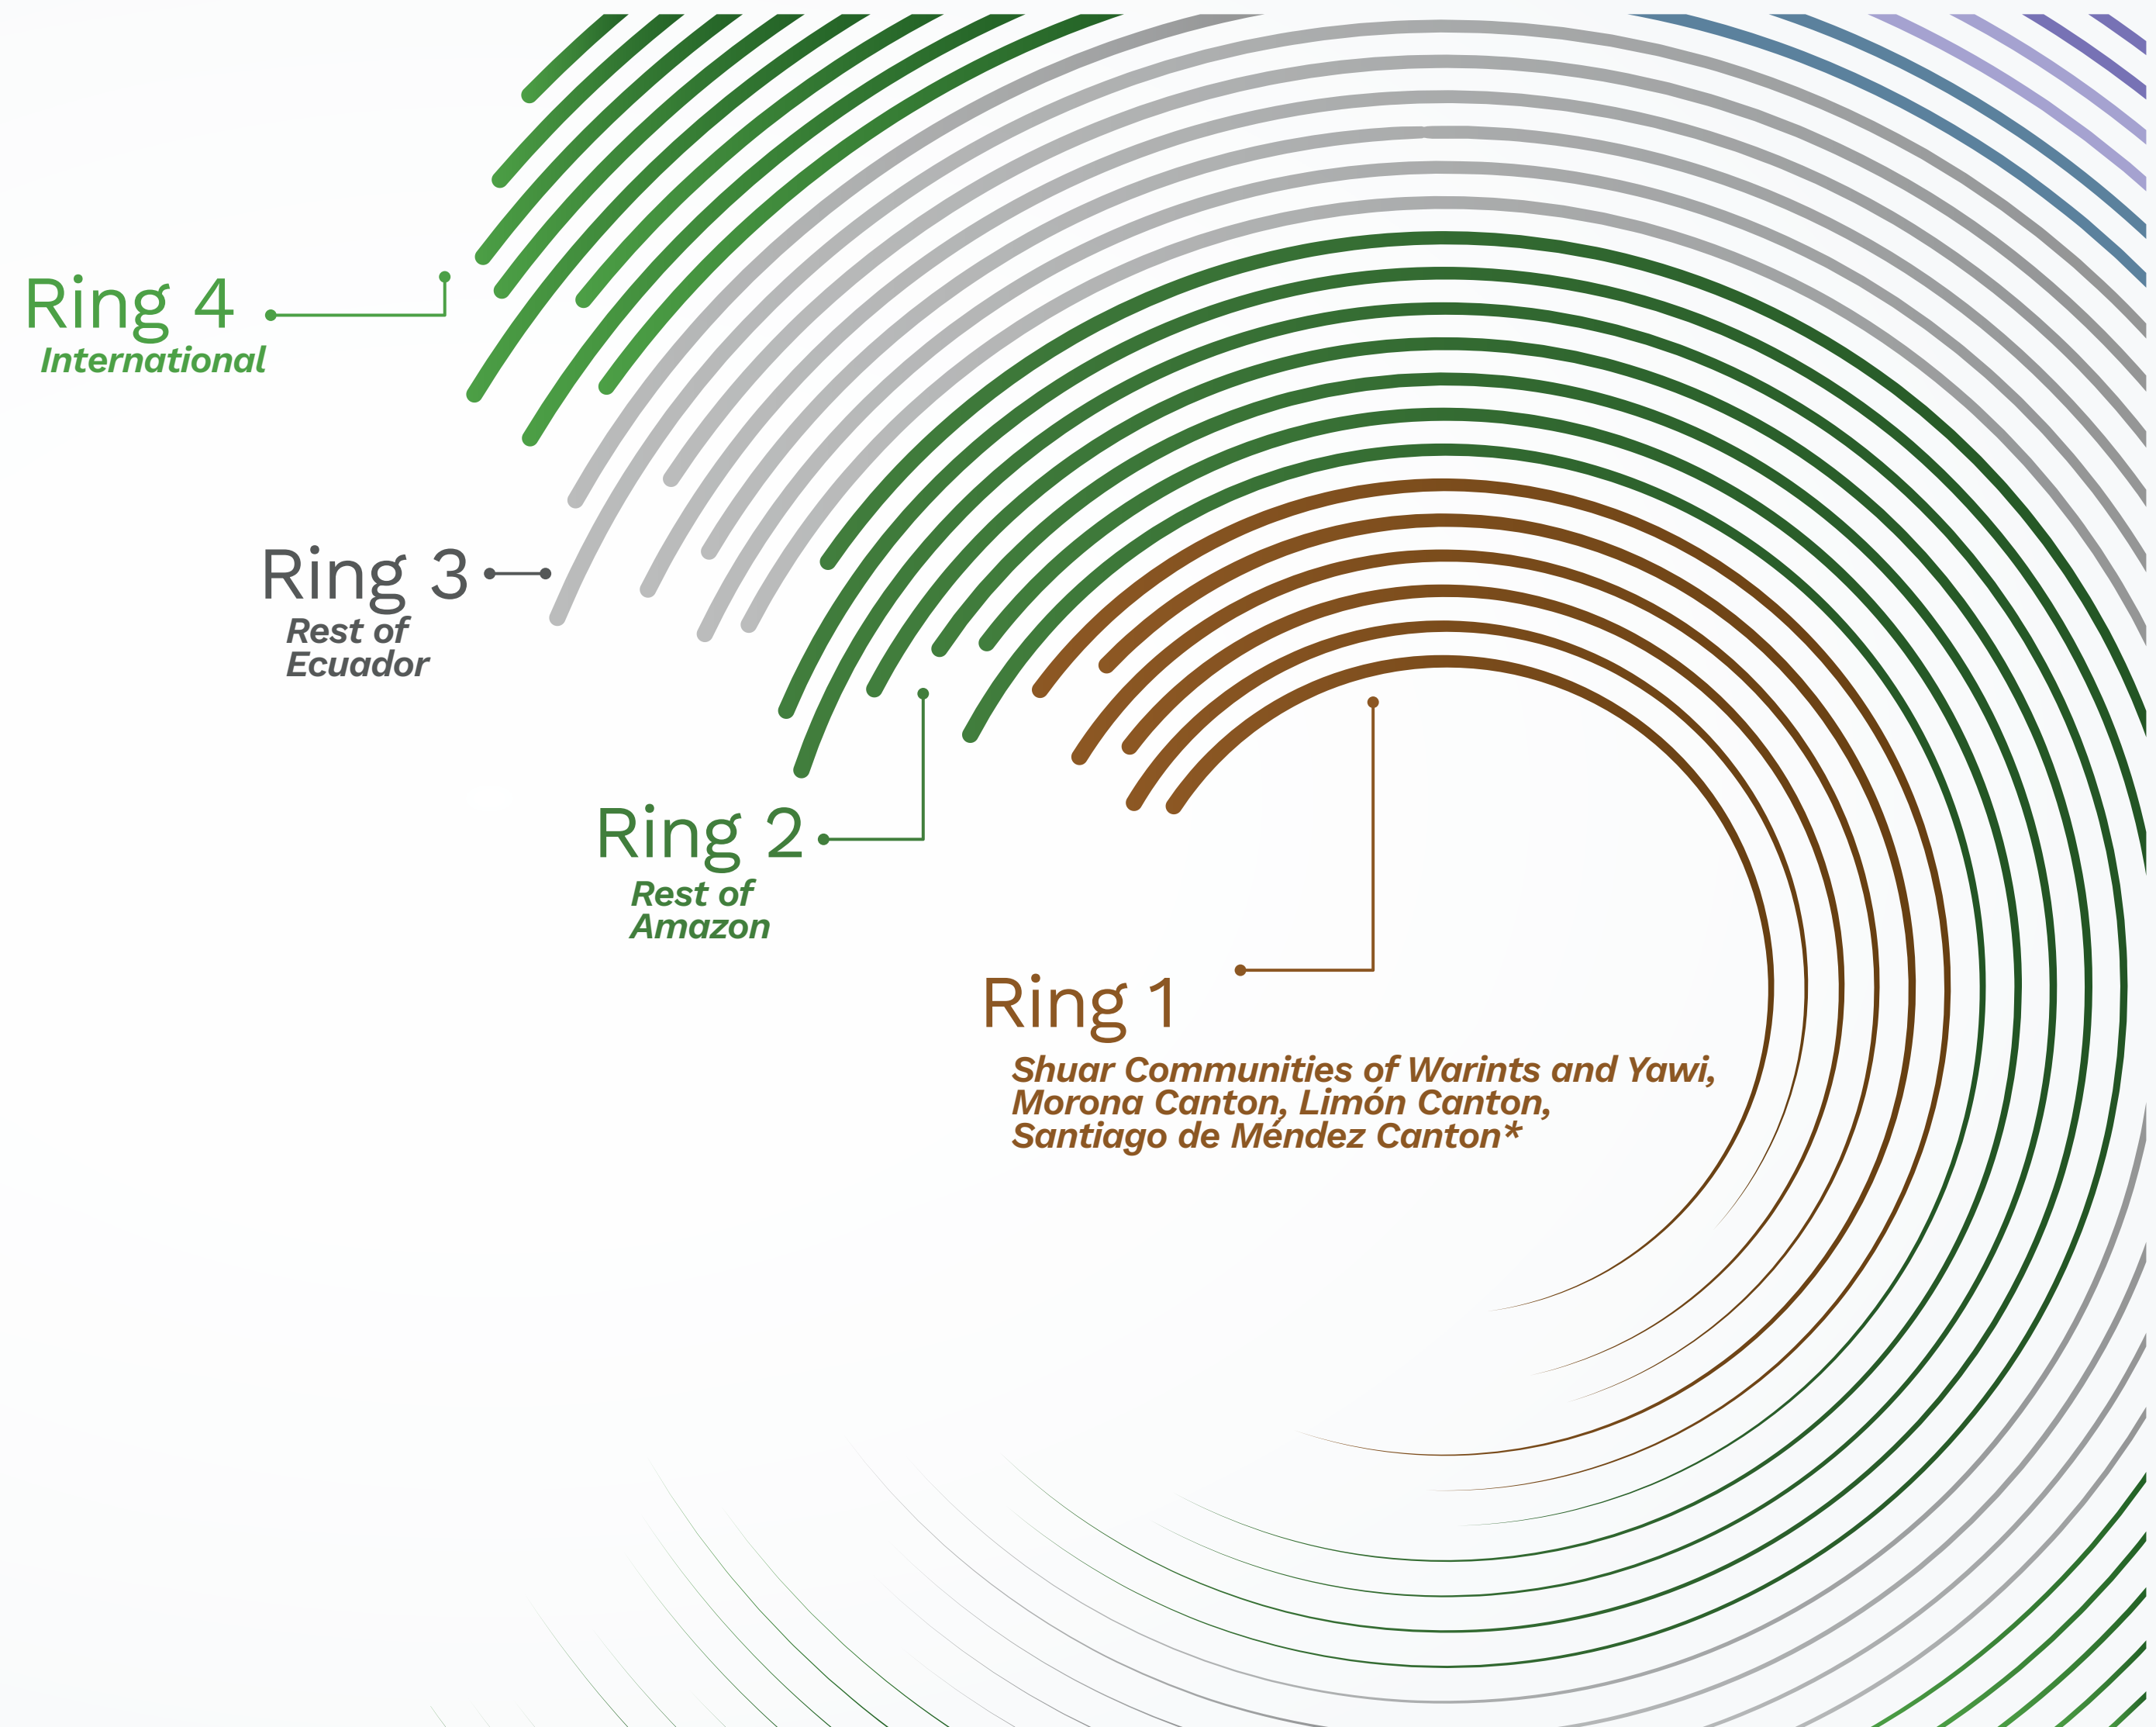 Ring 4
International
Ring 3
Rest of
Ecuador
Ring 2
Rest of
Amazon
Ring 1
Shuar Communities of Warints and Yawi,
Morona Canton, Limón Canton,
Santiago de Méndez Canton*